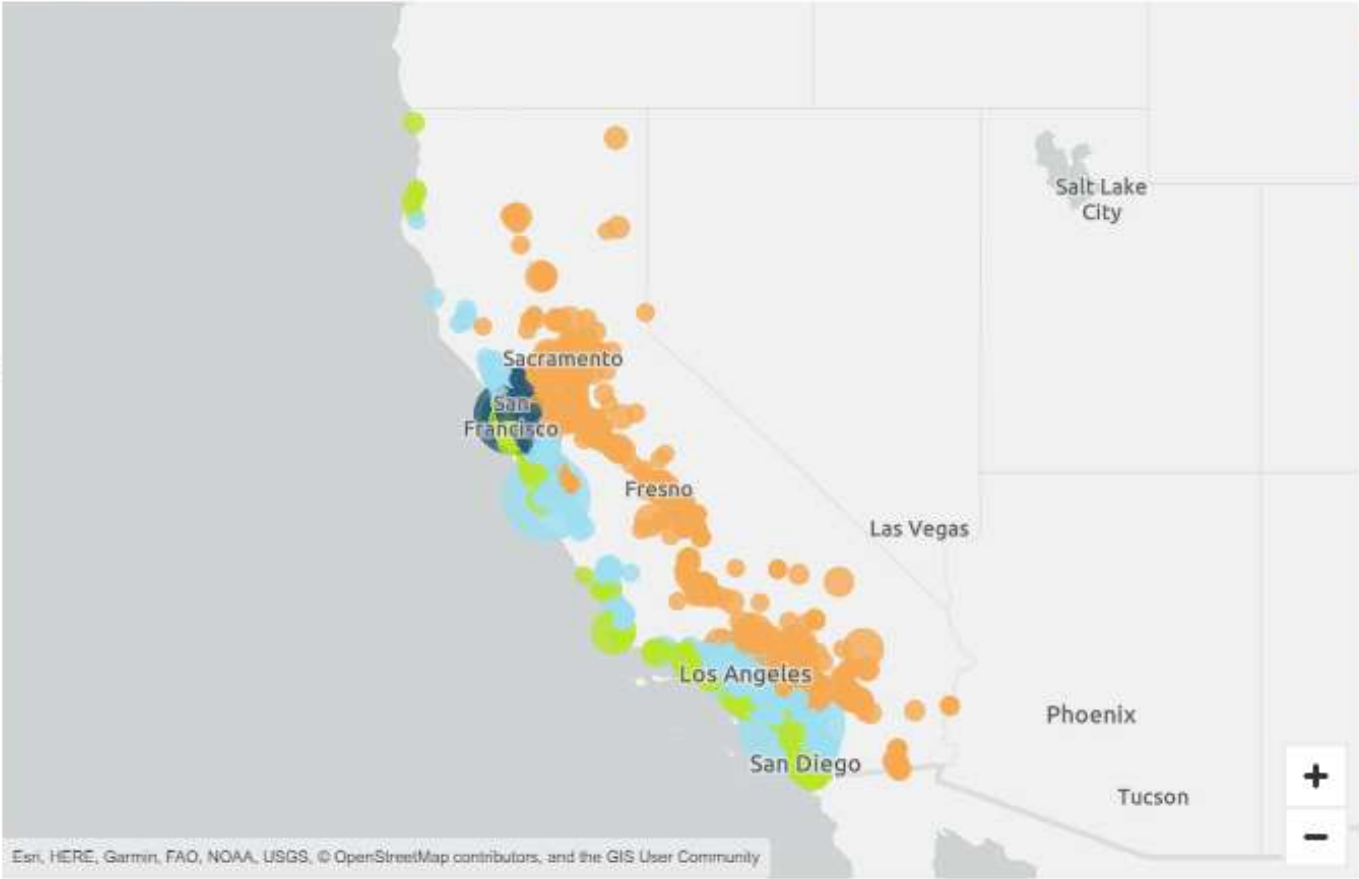 Salt Lake
City
Sacramento
San
Francisco
Fresno
Las Vegas
Los Angeles
Phoenix
San Diego
+
Tucson
−
Esri, HERE, Garmin, FAO, NOAA, USGS, © OpenStreetMap contributors, and the GIS User Community